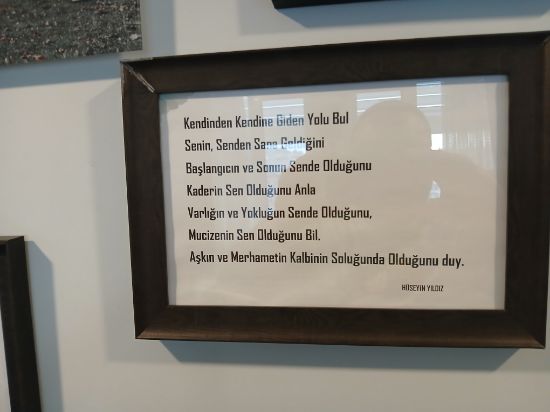 Kendinden Kendine Giden Yolu Bul
Senin, Senden Sana Geldiğini
Başlangıcın ve Sonun Sende Olduğunu
Kaderin Sen Olduğunu Anla
Varlığın ve Yokluğun Sende Olduğunu,
Mucizenin Sen Olduğunu Bil.
Aşkın ve Merhametin Kalbinin Soluğunda Olduğunu duy.
HÜSEYİN YILDIZ